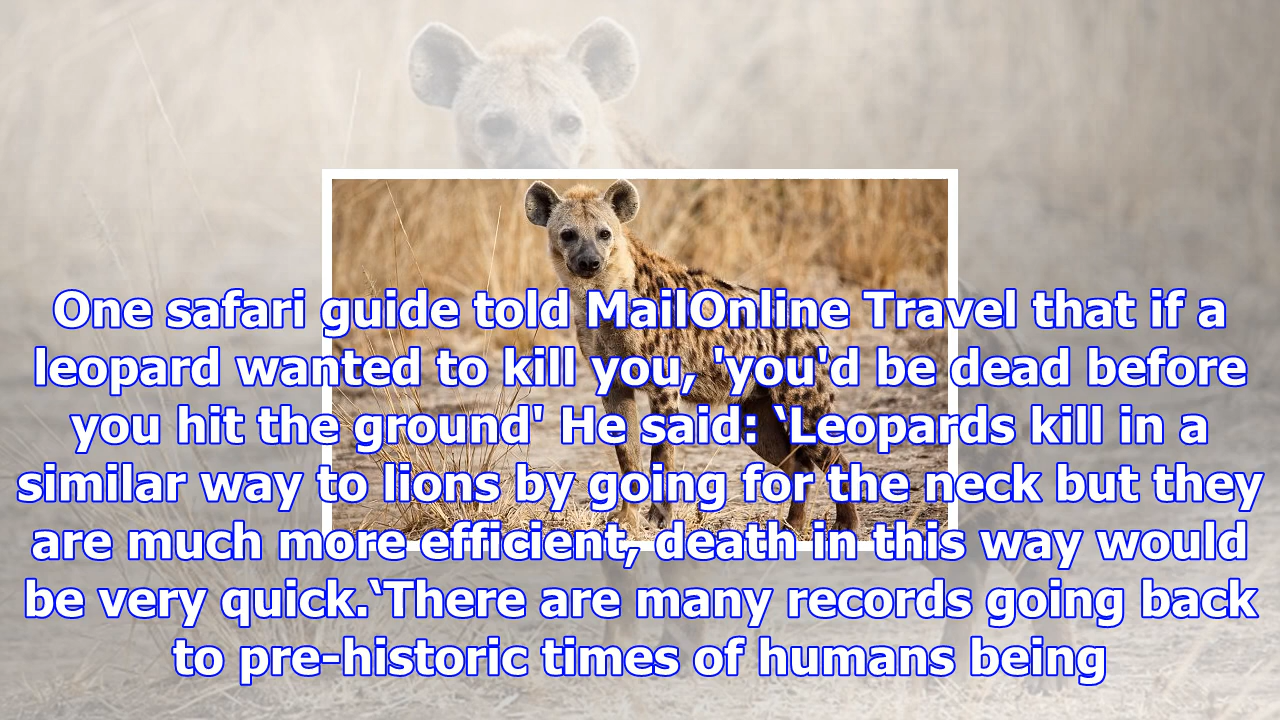 One safari guide told MailOnline Travel that if a
leopard wanted to kill you, 'you'd be dead before
you hit the ground' He said: ‛Leopards kill in a
similar way to lions by going for the neck but they
are much more efficient, death in this way would
be very quick.‛There are many records going back
to pre-historic times of humans being